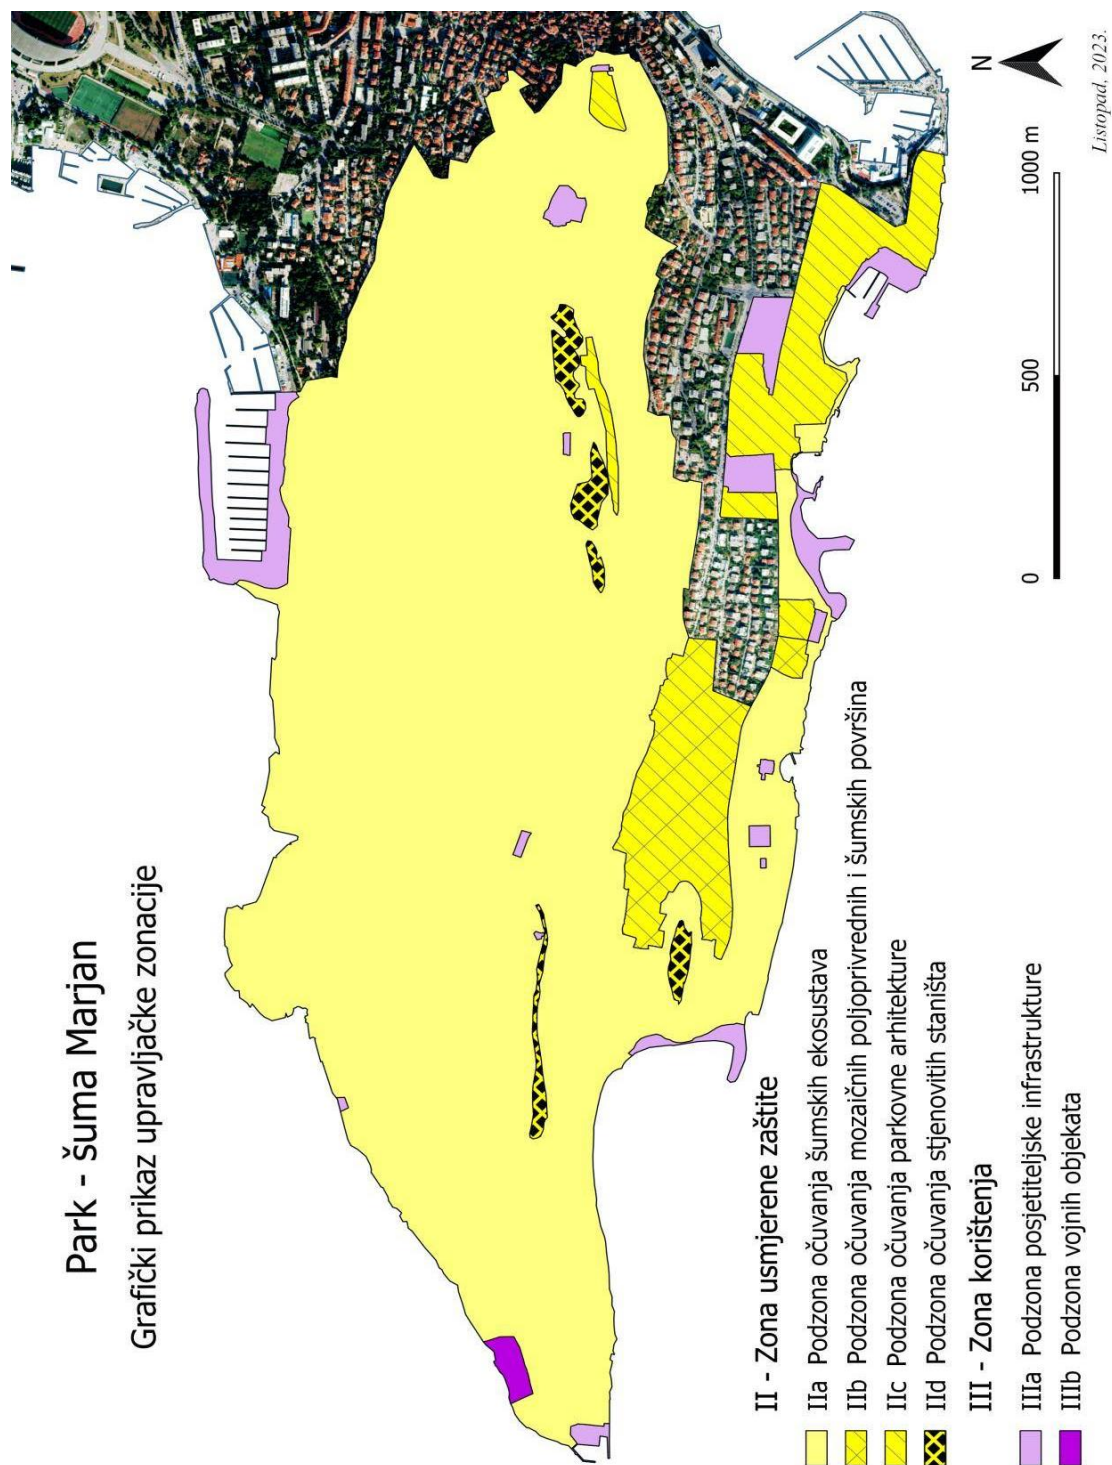 Park - šuma Marjan
Grafički prikaz upravljačke zonacije
II - Zona usmjerene zaštite
IIa Podzona očuvanja šumskih ekosustava
IIb Podzona očuvanja mozaičnih poljoprivrednih i šumskih površina
IIc Podzona očuvanja parkovne arhitekture
IId Podzona očuvanja stjenovitih staništa
III - Zona korištenja
IIIa Podzona posjetiteljske infrastrukture
IIIb Podzona vojnih objekata
0 500 1000 m
N
Listopad, 2023.